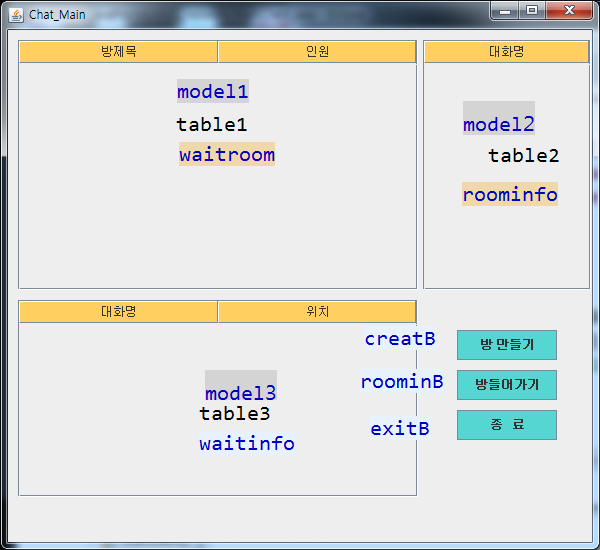 Chat_Main
방제목 인원 대화명
model1
table1
waitroom
model2
table2
roominfo
대화명 위치
creatB 방 만들기
roominB 방들어가기
exitB 종 료
model3
table3
waitinfo